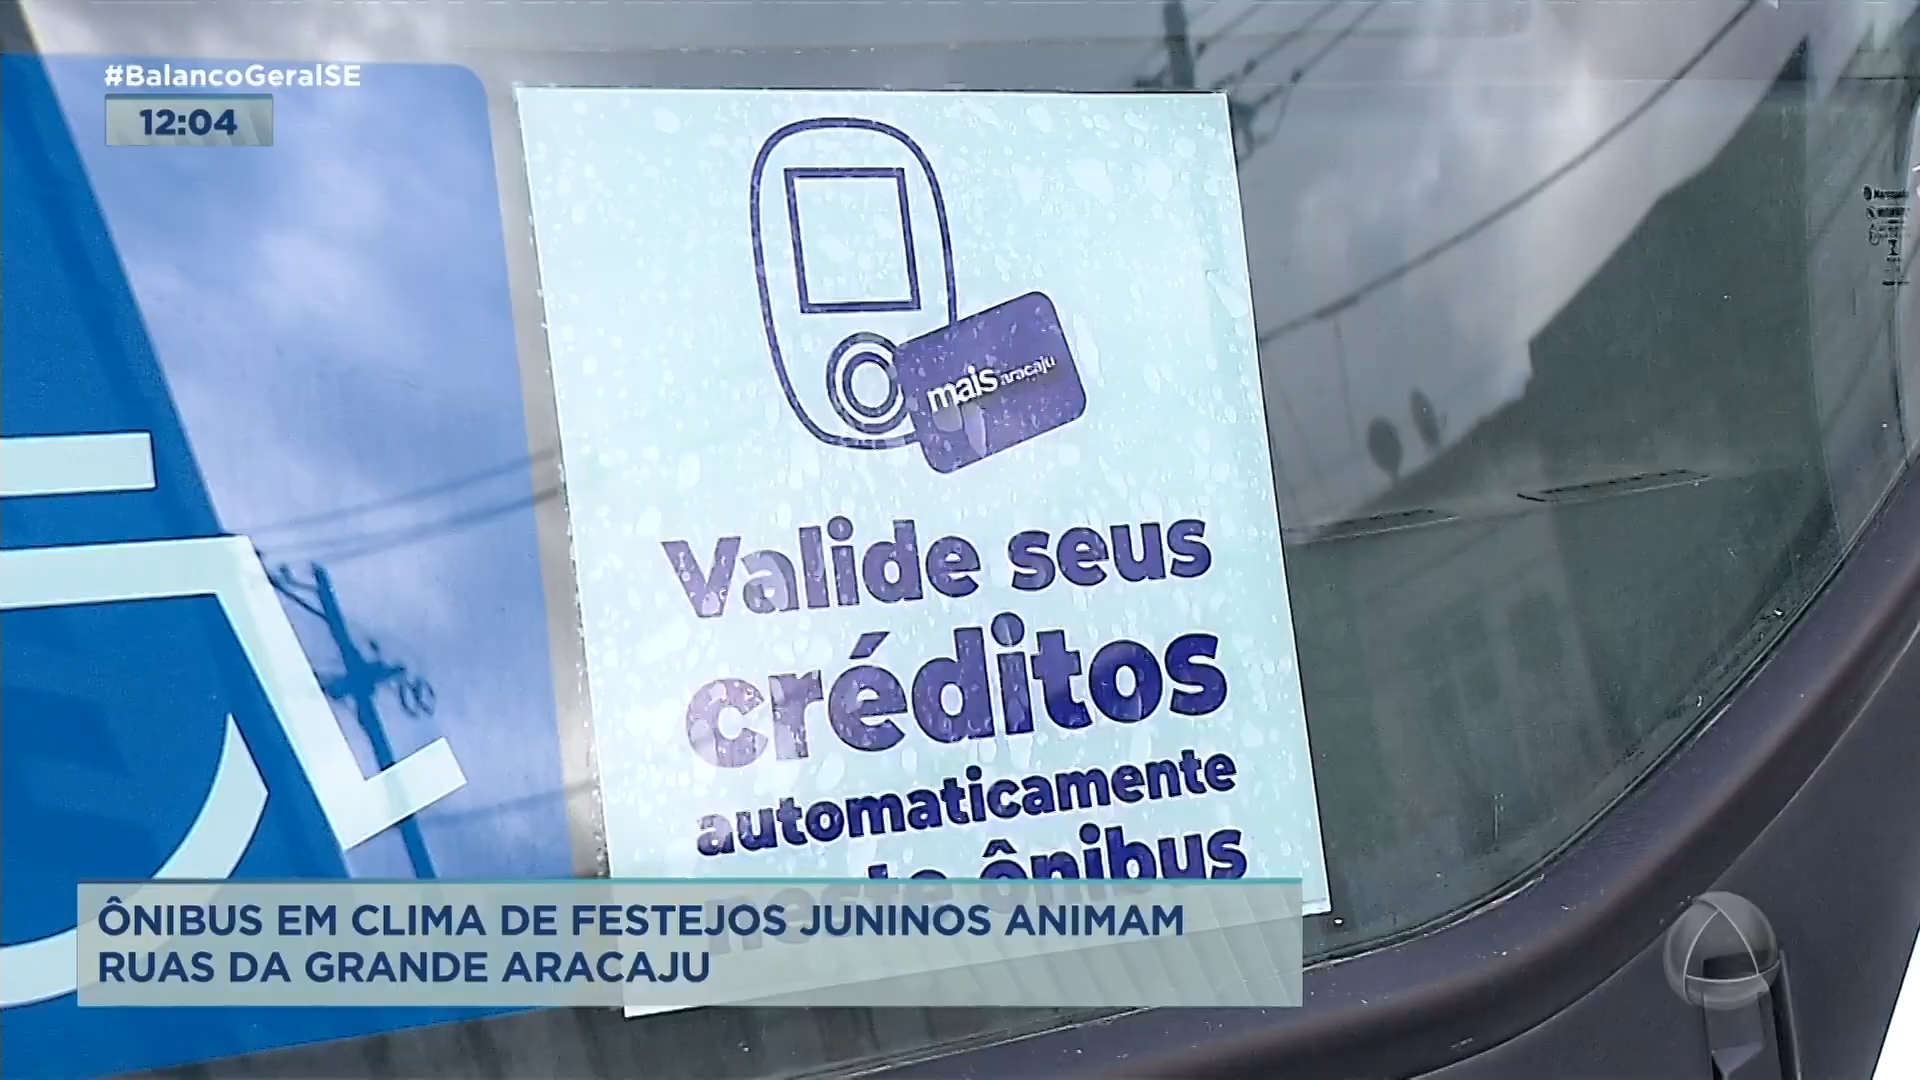 #BalancoGeralSE
12:04
mais aracaju
Valide seus
créditos
automaticamente
neste ônibus
ÔNIBUS EM CLIMA DE FESTEJOS JUNINOS ANIMAM
RUAS DA GRANDE ARACAJU